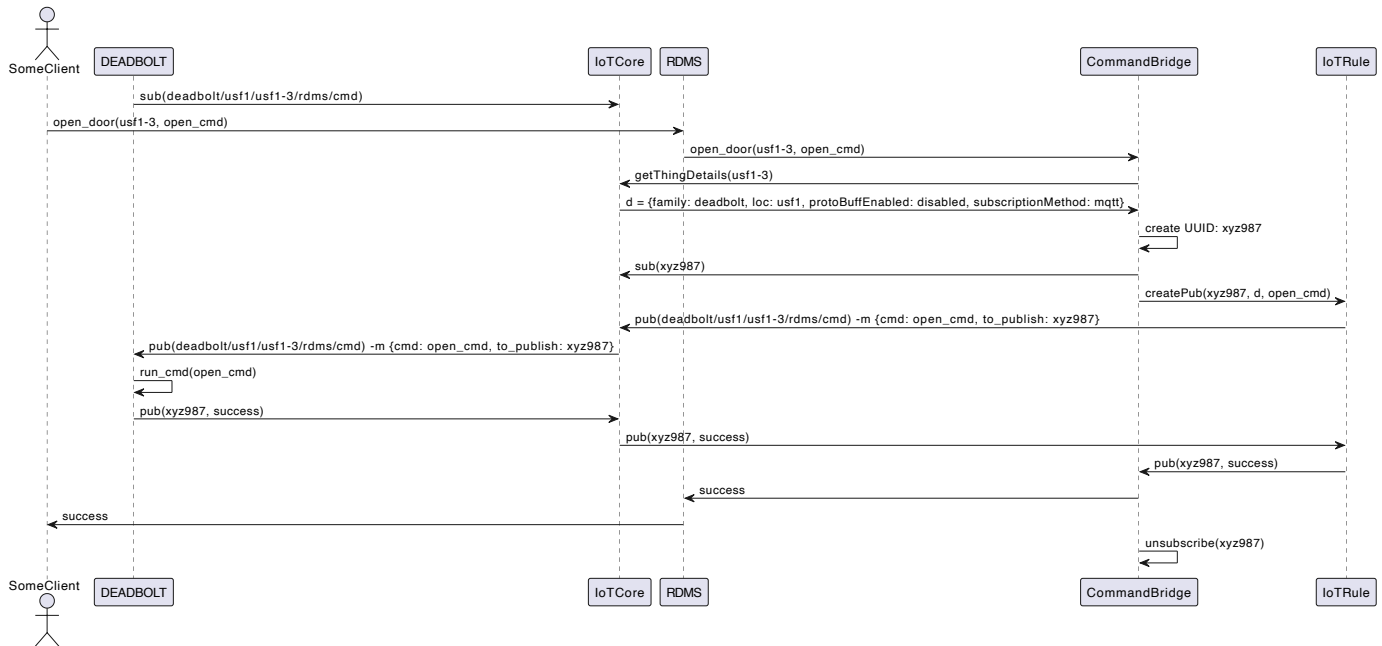 SomeClient
DEADBOLT
IoTCore
RDMS
CommandBridge
IoTRule
sub(deadbolt/usf1/usf1-3/rdms/cmd)
open_door(usf1-3, open_cmd)
open_door(usf1-3, open_cmd)
getThingDetails(usf1-3)
d = {family: deadbolt, loc: usf1, protoBuffEnabled: disabled, subscriptionMethod: mqtt}
create UUID: xyz987
sub(xyz987)
createPub(xyz987, d, open_cmd)
pub(deadbolt/usf1/usf1-3/rdms/cmd) -m {cmd: open_cmd, to_publish: xyz987}
pub(deadbolt/usf1/usf1-3/rdms/cmd) -m {cmd: open_cmd, to_publish: xyz987}
run_cmd(open_cmd)
pub(xyz987, success)
pub(xyz987, success)
pub(xyz987, success)
success
success
unsubscribe(xyz987)
SomeClient
DEADBOLT
IoTCore
RDMS
CommandBridge
IoTRule